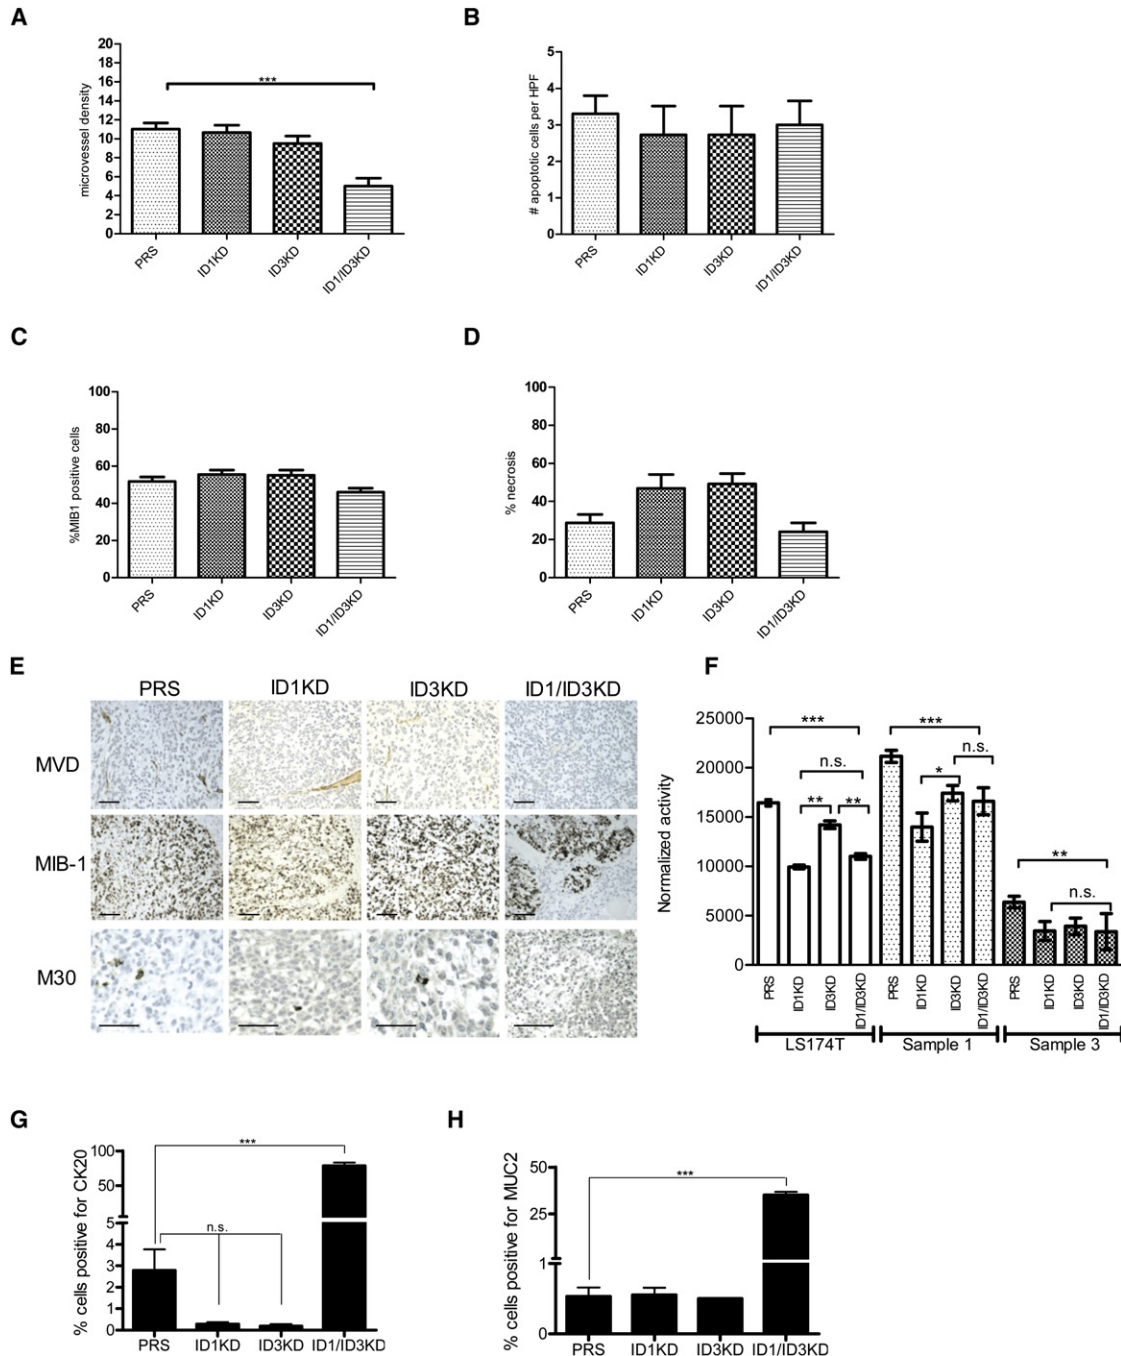 A
microvessel density
20
18
16
14
12
10
8
6
4
2
0
***
PRS
ID1KD
ID3KD
ID1/ID3KD
B
# apoptotic cells per HPF
5
4
3
2
1
0
PRS
ID1KD
ID3KD
ID1/ID3KD
C
%MIB1 positive cells
100
80
60
40
20
0
PRS
ID1KD
ID3KD
ID1/ID3KD
D
% necrosis
100
80
60
40
20
0
PRS
ID1KD
ID3KD
ID1/ID3KD
E
PRS ID1KD ID3KD ID1/ID3KD
MVD
MIB-1
M30
F
Normalized activity
25000
20000
15000
10000
5000
0
***
n.s.
** **
***
n.s.
*
**
n.s.
PRS
ID1KD
ID3KD
ID1/ID3KD
PRS
ID1KD
ID3KD
ID1/ID3KD
PRS
ID1KD
ID3KD
ID1/ID3KD
LS174T Sample 1 Sample 3
G
% cells positive for CK20
100
50
5
4
3
2
1
0
***
n.s.
PRS ID1KD ID3KD ID1/ID3KD
H
% cells positive for MUC2
50
25
1
0
***
PRS ID1KD ID3KD ID1/ID3KD